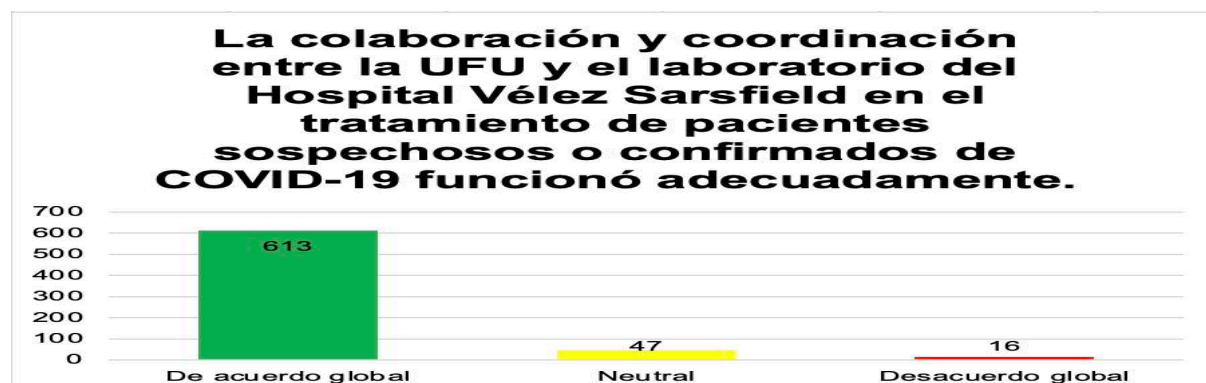 La colaboración y coordinación
entre la UFU y el laboratorio del
Hospital Vélez Sarsfield en el
tratamiento de pacientes
sospechosos o confirmados de
COVID-19 funcionó adecuadamente.
700
600
500
400
300
200
100
0
613
47
16
De acuerdo global
Neutral
Desacuerdo global